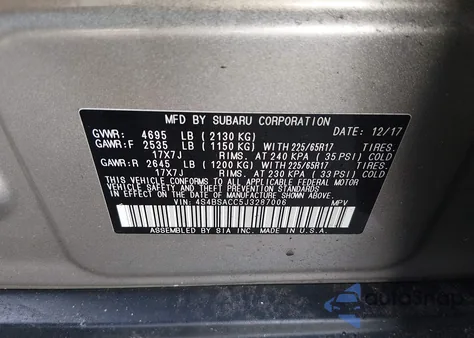 MFD BY SUBARU CORPORATION
GVWR: 4695 LB (2130 KG) DATE: 12/17
GAWR:F 2535 LB (1150 KG) WITH 225/65R17 TIRES.
17X7J RIMS. AT 240 KPA (35 PSI) COLD
GAWR:R 2645 LB (1200 KG) WITH 225/65R17 TIRES.
17X7J RIMS. AT 230 KPA (33 PSI) COLD
THIS VEHICLE CONFORMS TO ALL APPLICABLE FEDERAL MOTOR
VEHICLE SAFETY AND THEFT PREVENTION STANDARDS IN EFFECT
ON THE DATE OF MANUFACTURE SHOWN ABOVE.
VIN: 4S4BSACC5J3287006 MPV
ASSEMBLED AT SIA INC. MADE IN U.S.A.
autosnap